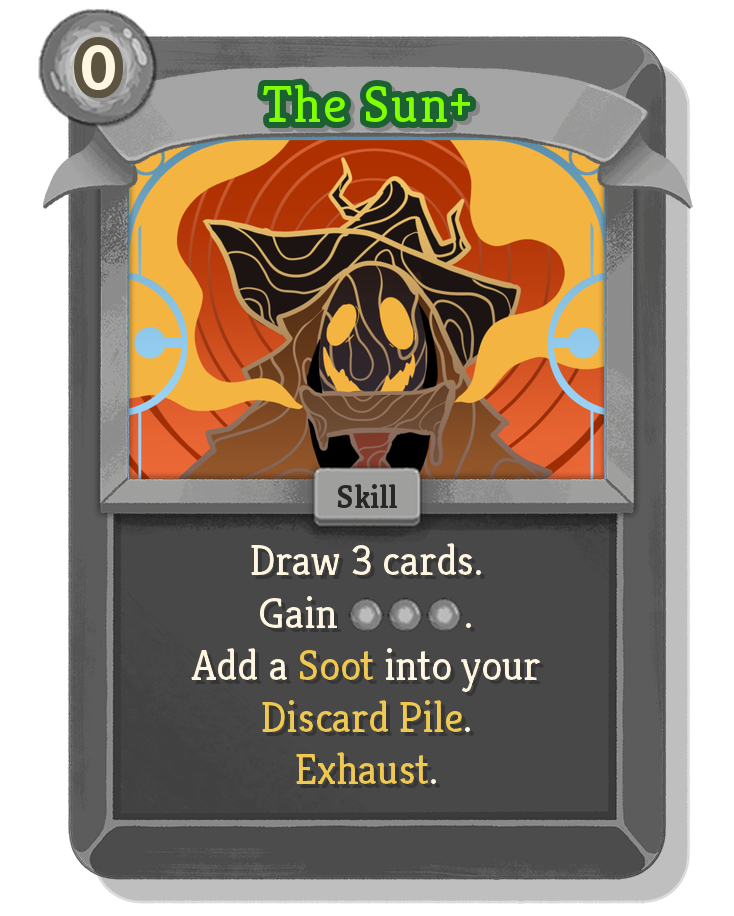 0
The Sun+
Skill
Draw 3 cards.
Gain .
Add a Soot into your
Discard Pile.
Exhaust.